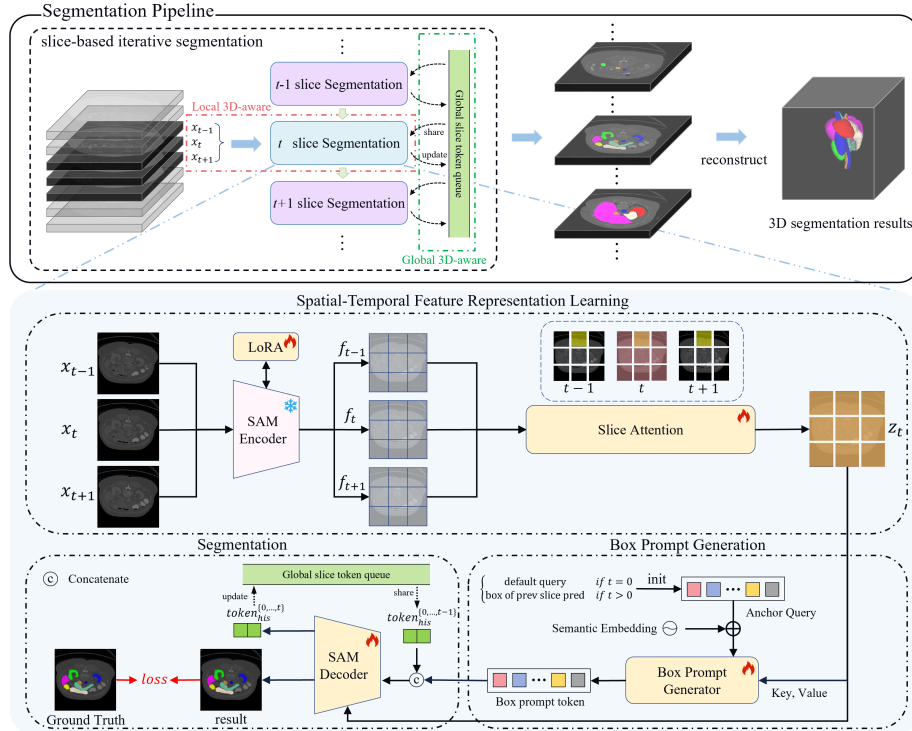 Segmentation Pipeline
slice-based iterative segmentation
t-1 slice Segmentation
Local 3D-aware
x_{t-1}
x_t
x_{t+1}
t slice Segmentation
share
update
t+1 slice Segmentation
Global slice token queue
Global 3D-aware
reconstruct
3D segmentation results
Spatial-Temporal Feature Representation Learning
x_{t-1}
x_t
x_{t+1}
LoRA
SAM
Encoder
f_{t-1}
f_t
f_{t+1}
t − 1
t
t + 1
Slice Attention
z_t
Segmentation
c Concatenate
Global slice token queue
update
share
token_{his}^{\{0,...,t\}}
token_{his}^{\{0,...,t-1\}}
SAM
Decoder
c
loss
Ground Truth
result
Box Prompt Generation
{ default query if t = 0
box of prev slice pred if t > 0
init
Anchor Query
Semantic Embedding
Box Prompt
Generator
Key, Value
Box prompt token